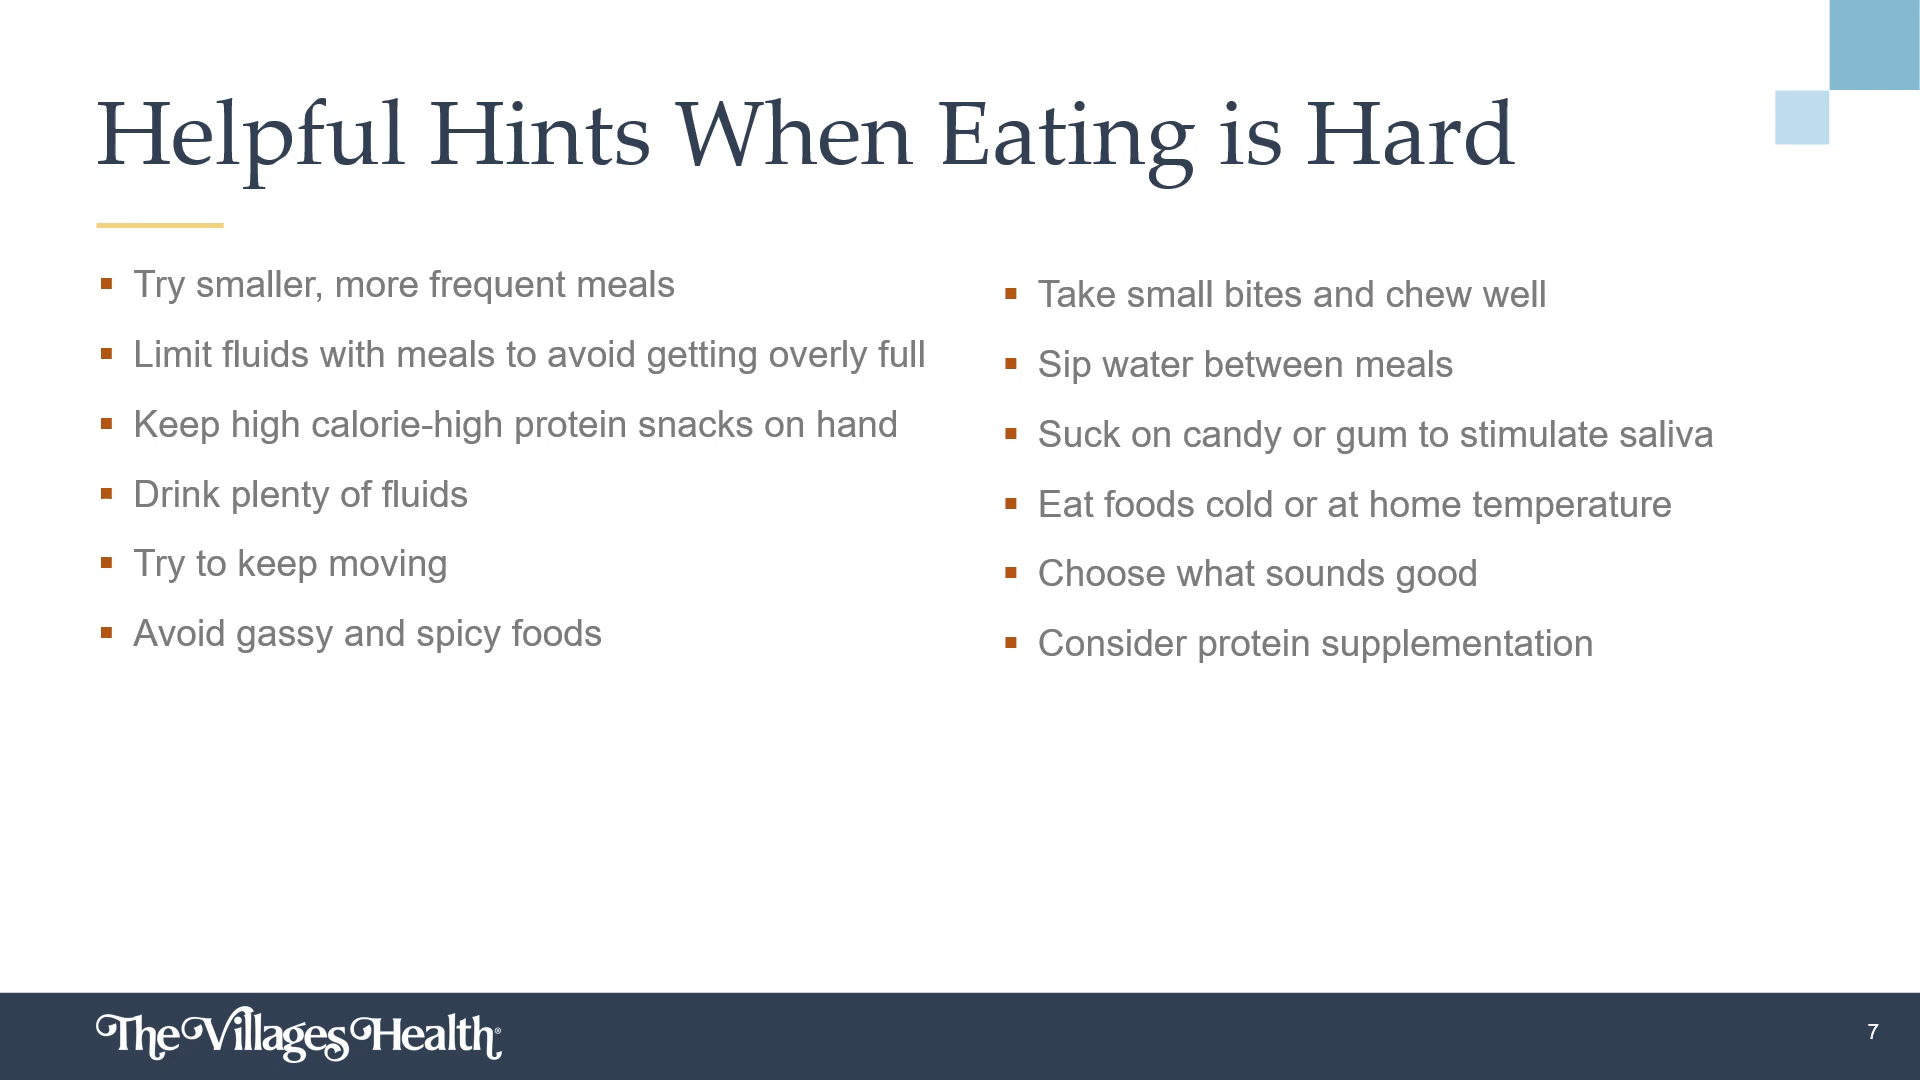 Helpful Hints When Eating is Hard
▪ Try smaller, more frequent meals
▪ Limit fluids with meals to avoid getting overly full
▪ Keep high calorie-high protein snacks on hand
▪ Drink plenty of fluids
▪ Try to keep moving
▪ Avoid gassy and spicy foods
▪ Take small bites and chew well
▪ Sip water between meals
▪ Suck on candy or gum to stimulate saliva
▪ Eat foods cold or at home temperature
▪ Choose what sounds good
▪ Consider protein supplementation
The Villages Health®
7